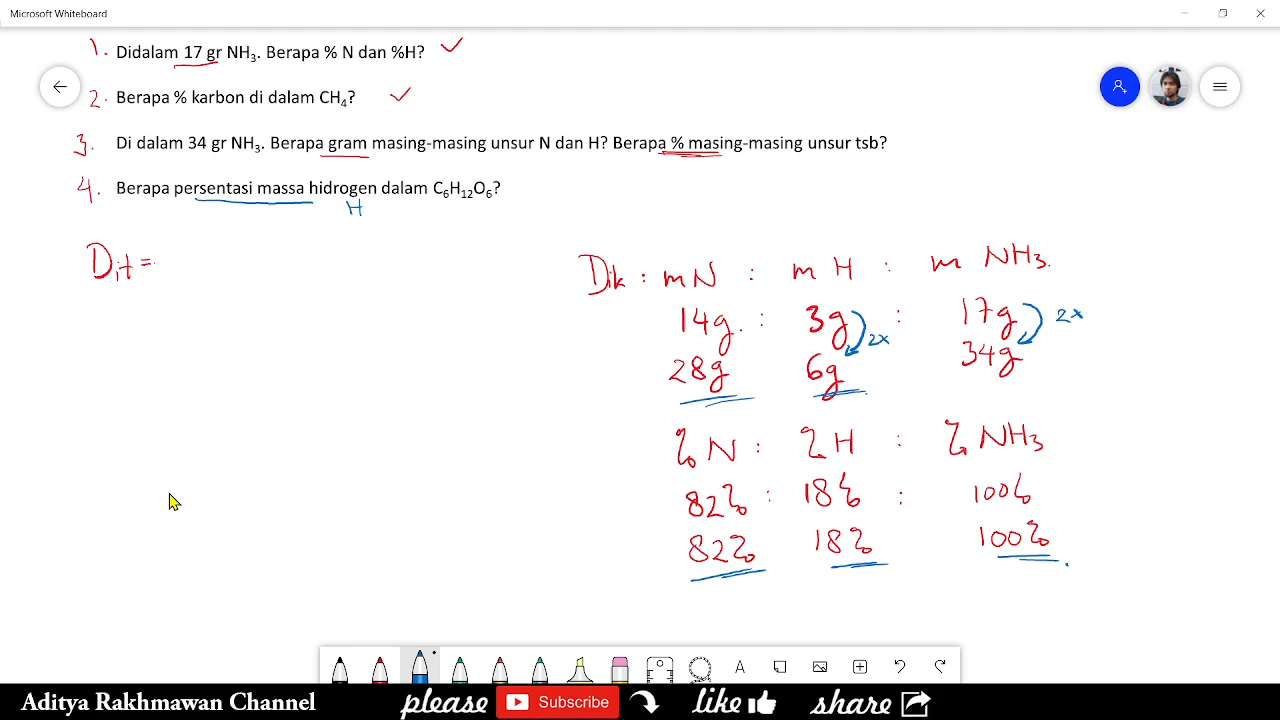 Microsoft Whiteboard
1. Didalam 17 gr NH₃. Berapa % N dan %H?
2. Berapa % karbon di dalam CH₄?
3. Di dalam 34 gr NH₃. Berapa gram masing-masing unsur N dan H? Berapa % masing-masing unsur tsb?
4. Berapa persentasi massa hidrogen dalam C₆H₁₂O₆?
H
Dit =
Dik : m N : m H : m NH₃.
14g. : 3g : 17g 2x
2x
28g 6g 34g
% N : % H : % NH₃
82% : 18% : 100%
82% 18% 100%
A
Aditya Rakhmawan Channel please Subscribe like share